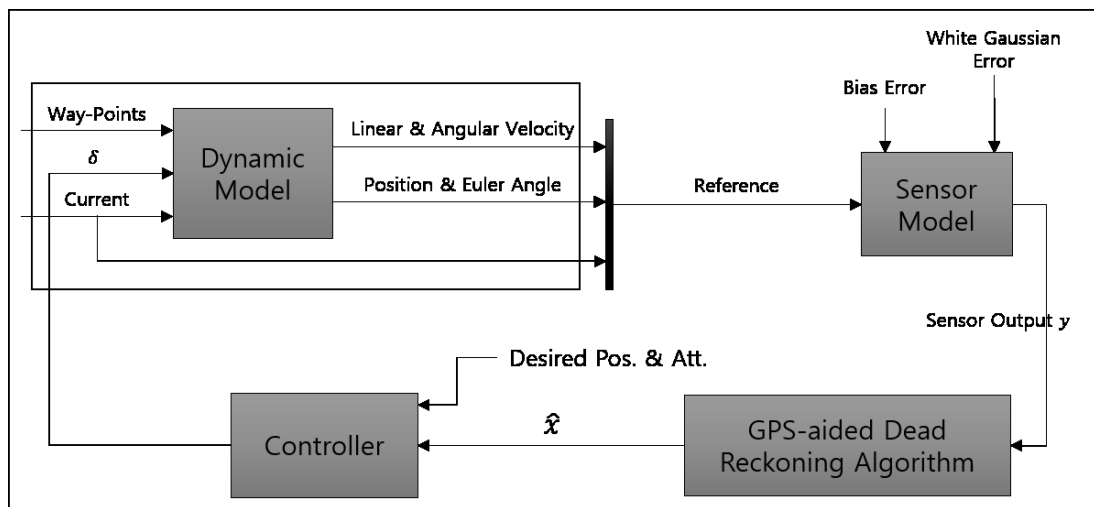 White Gaussian
Error
Bias Error
Way-Points
δ
Current
Dynamic
Model
Linear & Angular Velocity
Position & Euler Angle
Reference
Sensor
Model
Sensor Output y
Desired Pos. & Att.
Controller
x̂
GPS-aided Dead
Reckoning Algorithm